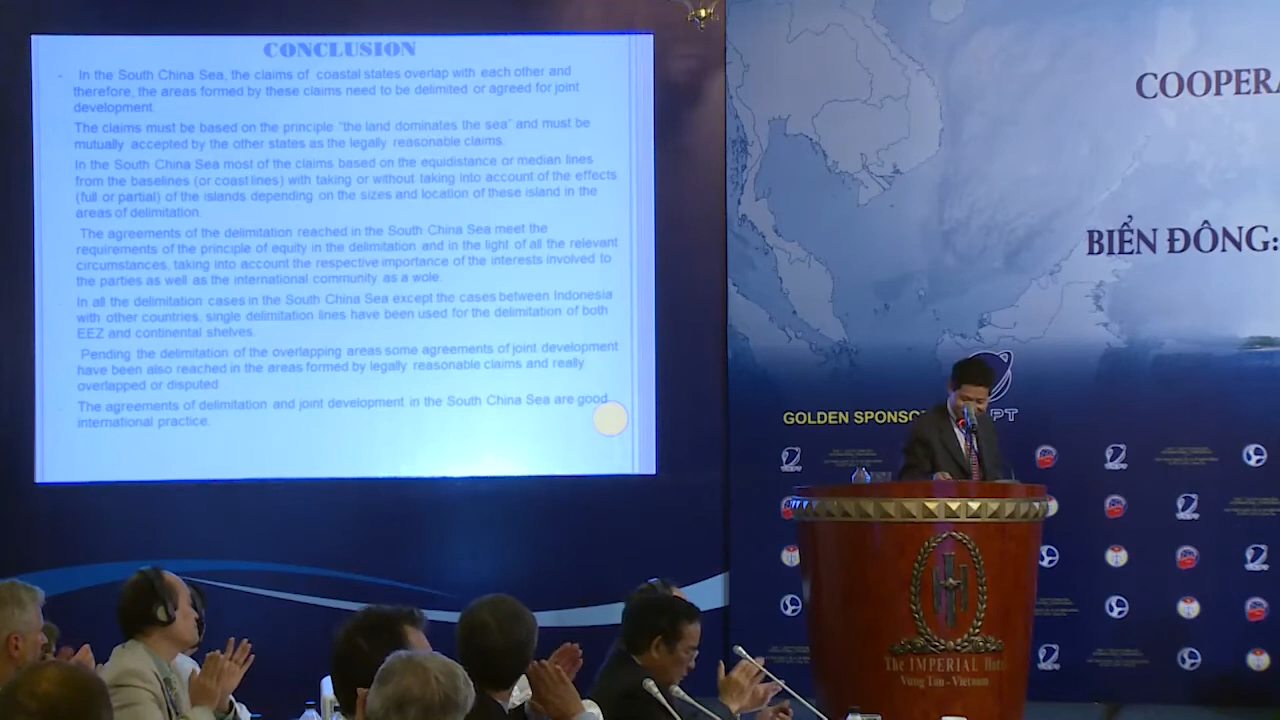 CONCLUSION
- In the South China Sea, the claims of coastal states overlap with each other and
therefore, the areas formed by these claims need to be delimited or agreed for joint
development.
The claims must be based on the principle "the land dominates the sea" and must be
mutually accepted by the other states as the legally reasonable claims.
In the South China Sea most of the claims based on the equidistance or median lines
from the baselines (or coast lines) with taking or without taking into account of the effects
(full or partial) of the islands depending on the sizes and location of these island in the
areas of delimitation.
The agreements of the delimitation reached in the South China Sea meet the
requirements of the principle of equity in the delimitation and in the light of all the relevant
circumstances, taking into account the respective importance of the interests involved to
the parties as well as the international community as a wole.
In all the delimitation cases in the South China Sea except the cases between Indonesia
with other countries, single delimitation lines have been used for the delimitation of both
EEZ and continental shelves.
Pending the delimitation of the overlapping areas some agreements of joint development
have been also reached in the areas formed by legally reasonable claims and really
overlapped or disputed
The agreements of delimitation and joint development in the South China Sea are good
international practice.
COOPERA
BIỂN ĐÔNG:
GOLDEN SPONSO
PT
VNPT
VNPT
The IMPERIAL Hot
Vung Tau - Vietnam